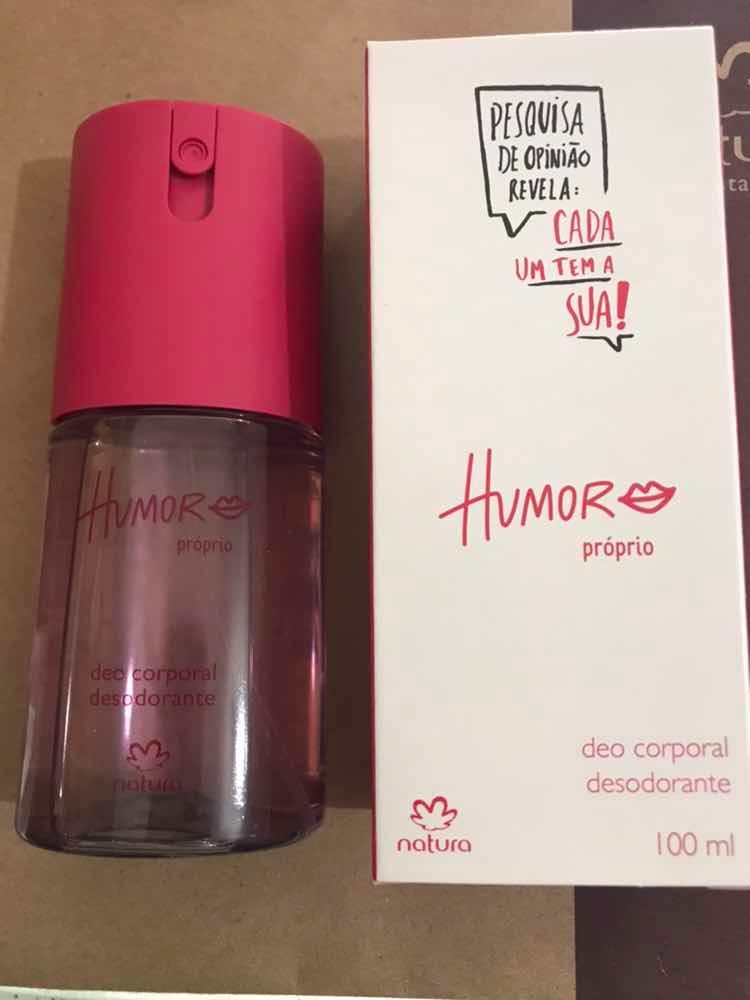 HUMOR
próprio
deo corporal
desodorante
natura
PESQUISA
DE OPINIÃO
REVELA:
CADA
UM TEM A
SUA!
HUMOR
próprio
deo corporal
desodorante
100 ml
natura